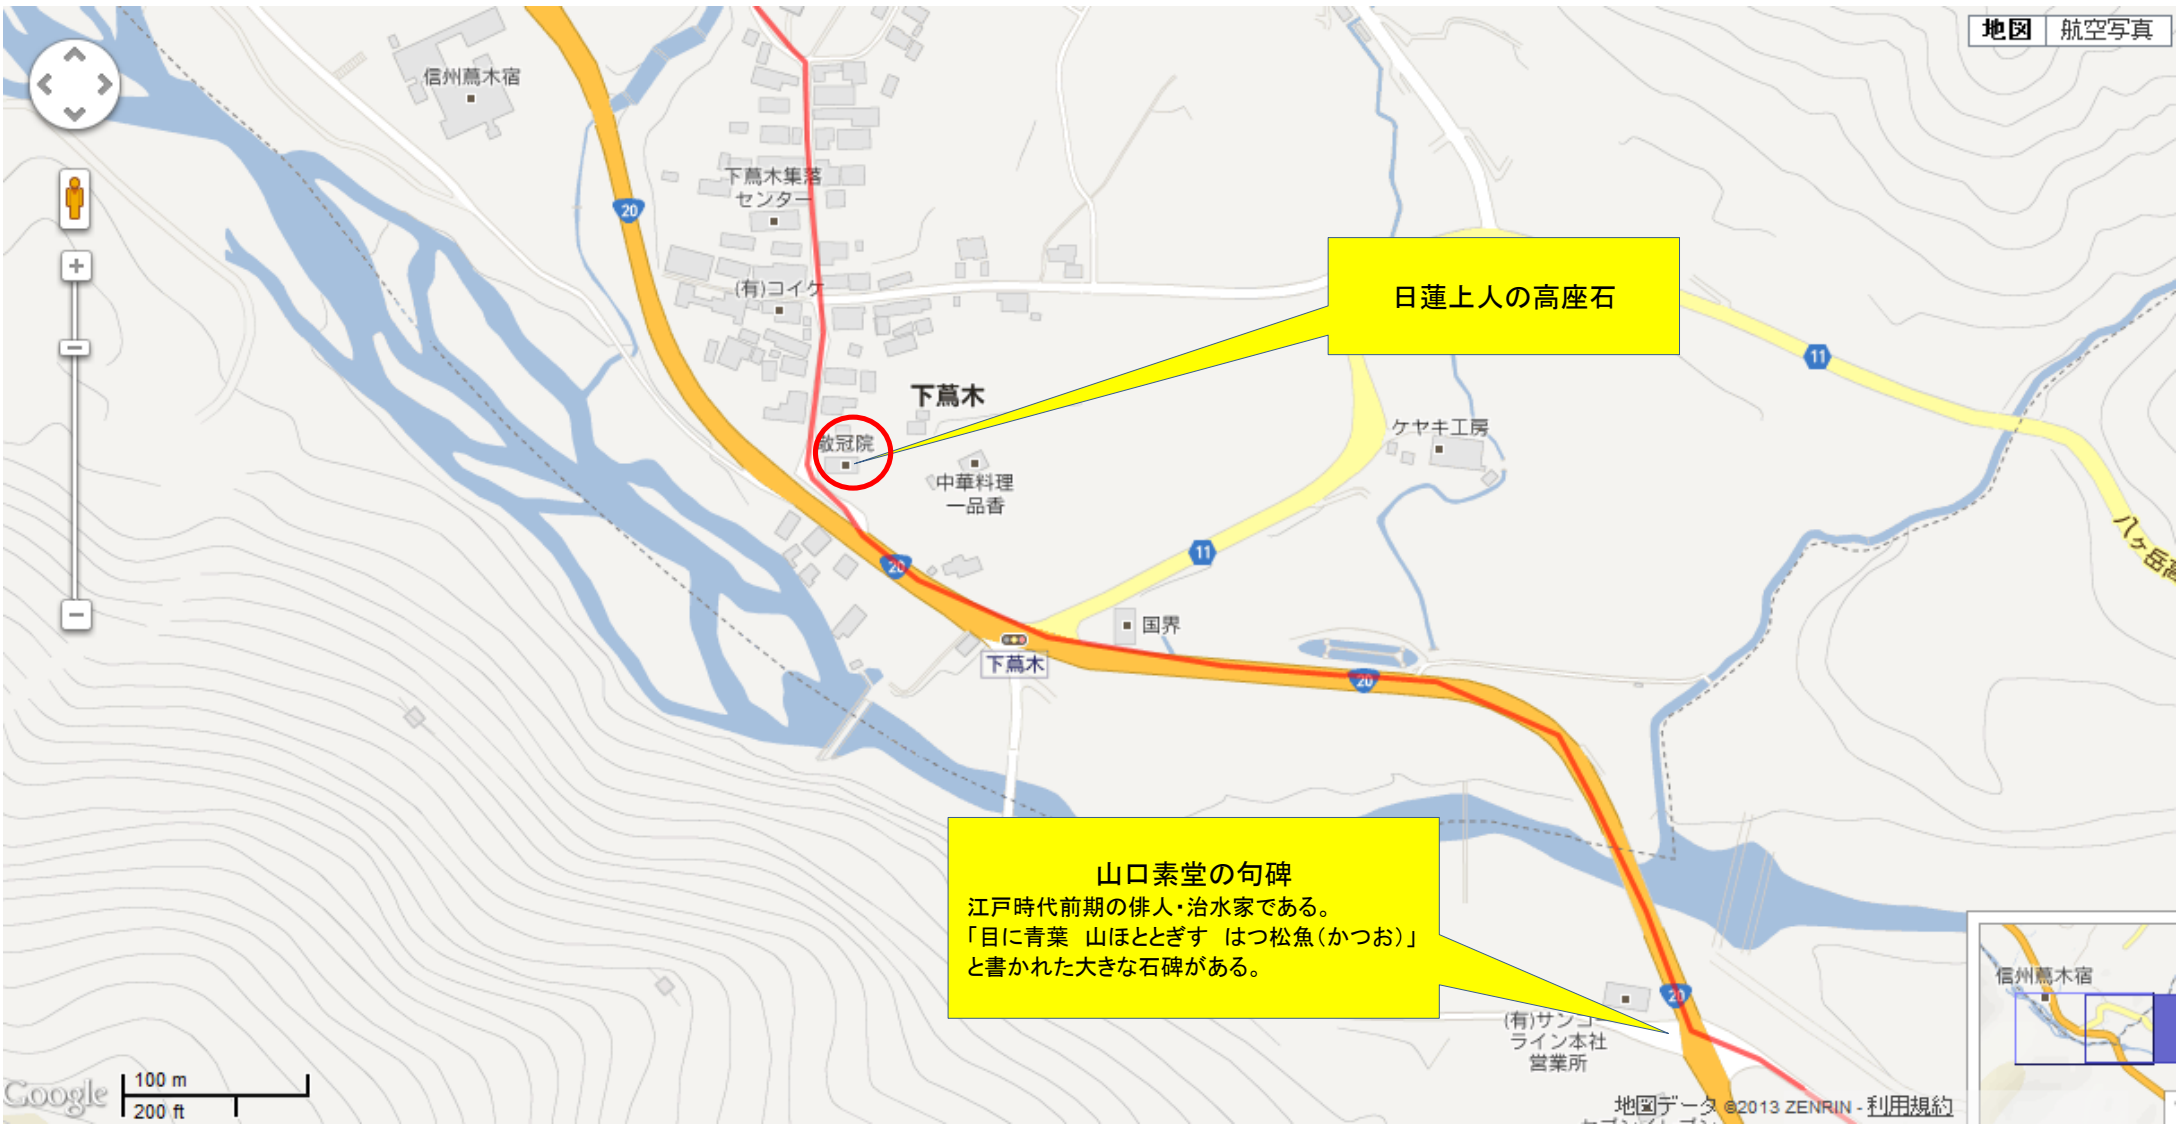 地図 航空写真
信州蔦木宿
20
下蔦木集落
センター
(有)コイケ
日蓮上人の高座石
11
下蔦木
敬冠院
ケヤキ工房
中華料理
一品香
11
20
八ヶ岳高
国界
下蔦木
20
山口素堂の句碑
江戸時代前期の俳人・治水家である。
「目に青葉　山ほととぎす　はつ松魚(かつお)」
と書かれた大きな石碑がある。
20
(有)サンコー
ライン本社
営業所
信州蔦木宿
Google
100 m
200 ft
地図データ ©2013 ZENRIN - 利用規約